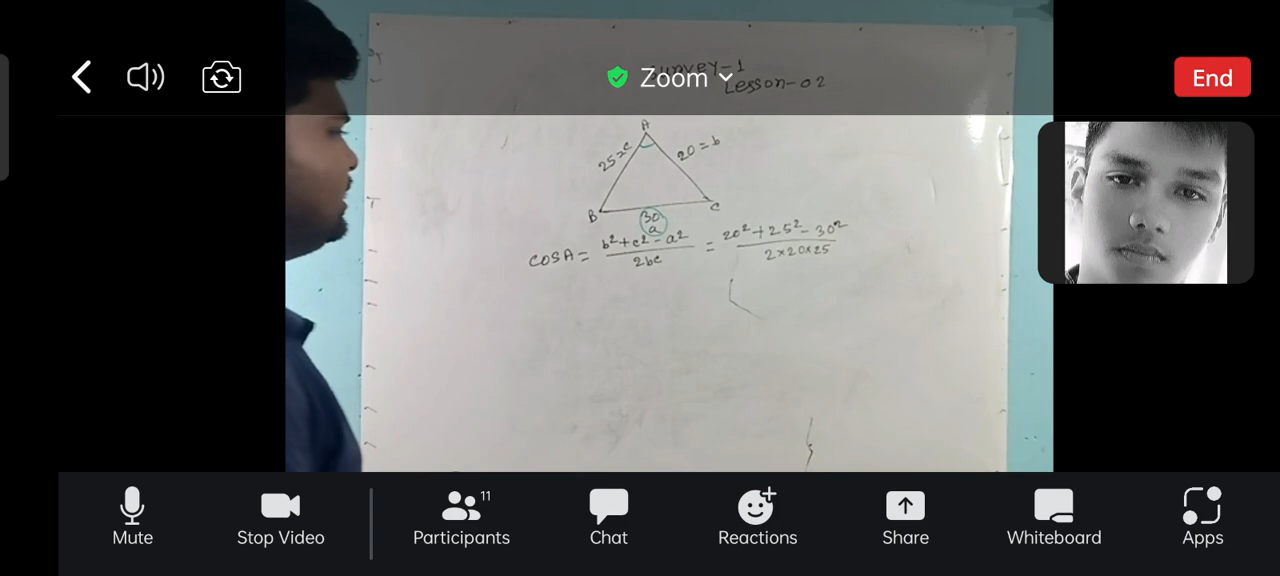 Zoom
End
Survey-1
Lesson-02
A
25=c
20=b
B
C
30
a
cosA = b²+c²-a² / 2bc = 20²+25²-30² / 2×20×25
11
Mute
Stop Video
Participants
Chat
Reactions
Share
Whiteboard
Apps